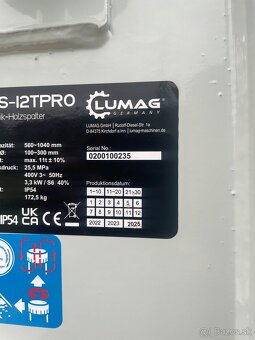 S-12TPRO
LUMAG
GERMANY
ik-Holzspalter
LUMAG GmbH | Rudolf-Diesel-Str. 1a
D-84375 Kirchdorf a.Inn | lumag-maschinen.de
azität: 560~1040 mm
ø: 100~300 mm
max. 11t ± 10%
25,5 MPa
400V 3~ 50Hz
3,3 kW / S6 40%
IP54
172,5 kg
Serial No.:
0200100235
Produktionsdatum:
1~10 11~20 21~30
1 2 3 4 5 6
7 8 9 10 11 12
2022 2023 2025
IP54 UK CA CE
© Bazos.sk